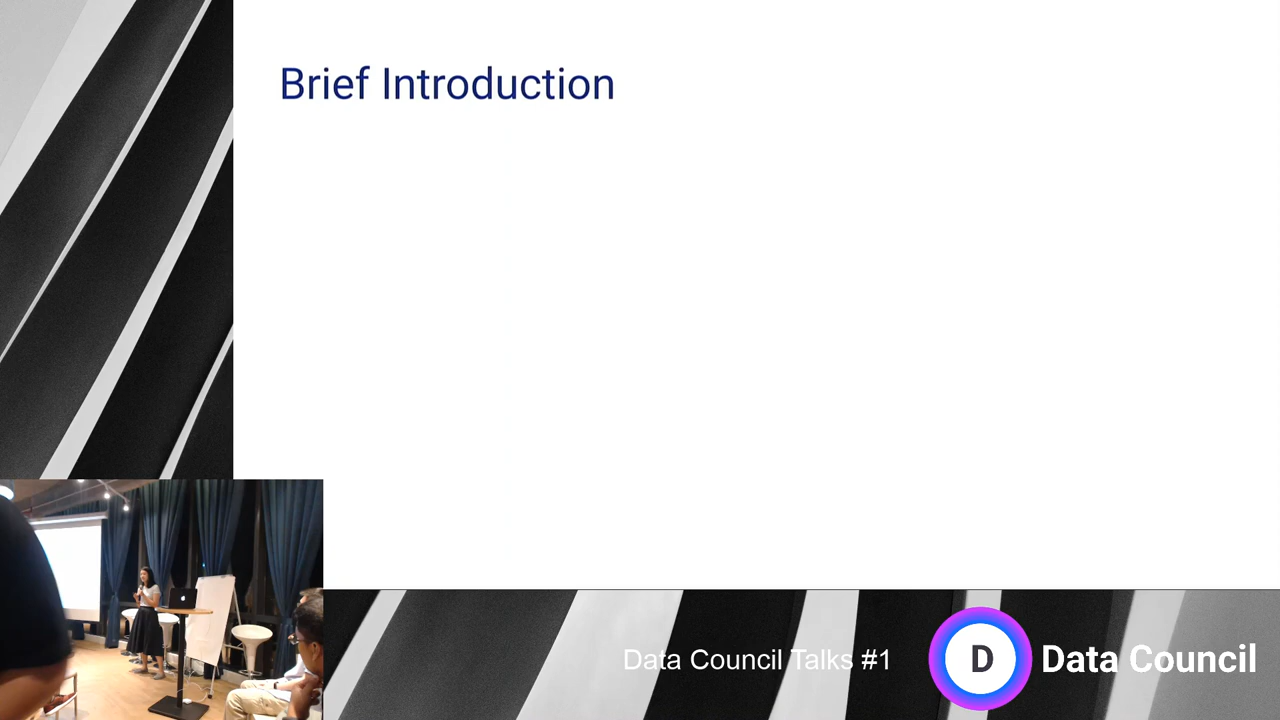 Brief Introduction
Data Council Talks #1
D
Data Council